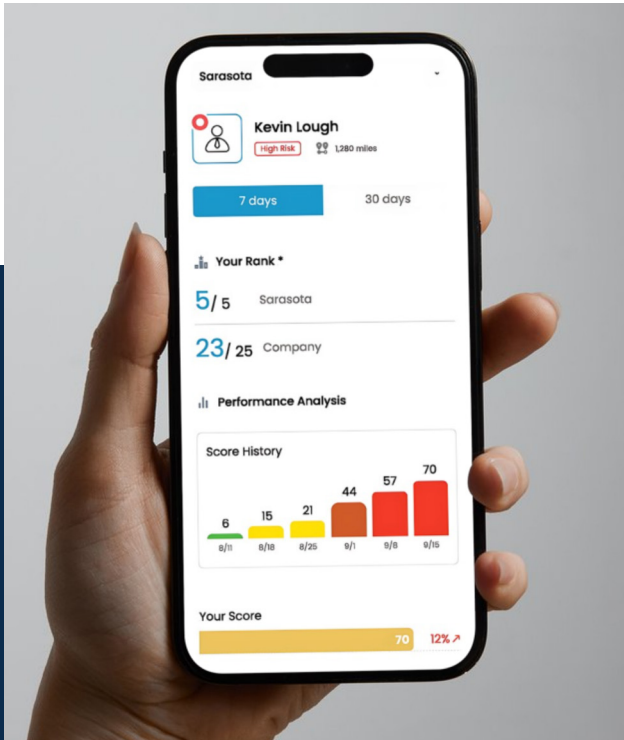 Sarasota
Kevin Lough
High Risk 1,280 miles
7 days 30 days
Your Rank *
5/ 5 Sarasota
23/ 25 Company
Performance Analysis
Score History
6 15 21 44 57 70
8/11 8/18 8/25 9/1 9/8 9/15
Your Score
70 12%